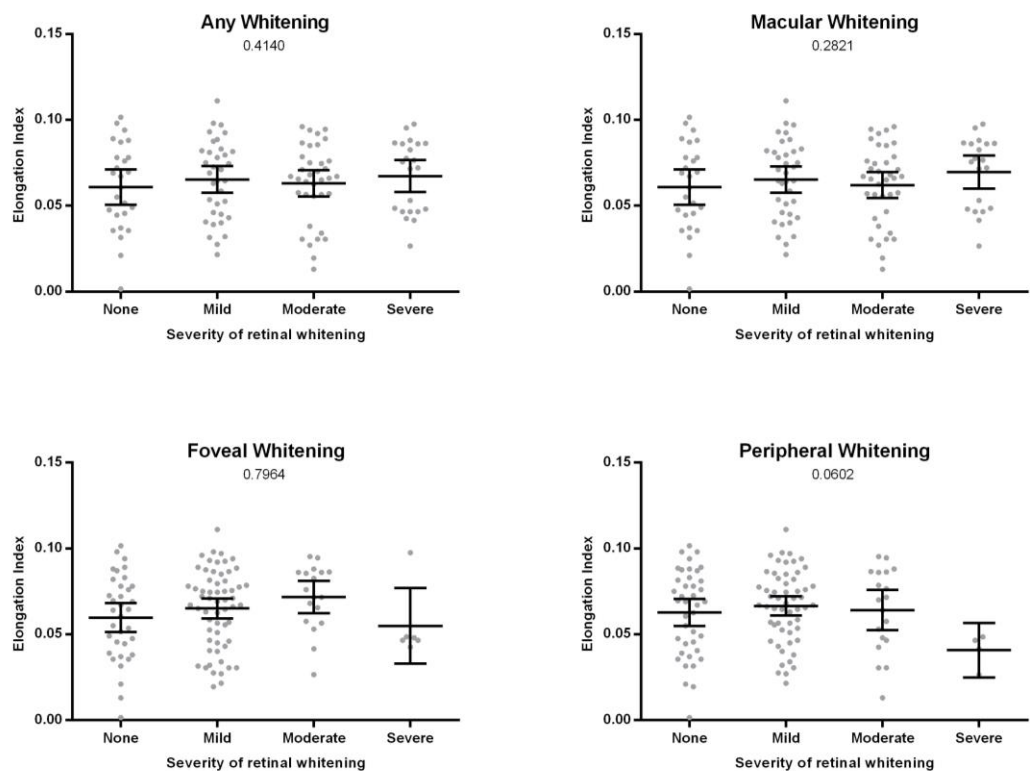 Any Whitening
0.4140
0.15
0.10
0.05
0.00
Elongation Index
None Mild Moderate Severe
Severity of retinal whitening
Macular Whitening
0.2821
0.15
0.10
0.05
0.00
Elongation Index
None Mild Moderate Severe
Severity of retinal whitening
Foveal Whitening
0.7964
0.15
0.10
0.05
0.00
Elongation Index
None Mild Moderate Severe
Severity of retinal whitening
Peripheral Whitening
0.0602
0.15
0.10
0.05
0.00
Elongation Index
None Mild Moderate Severe
Severity of retinal whitening